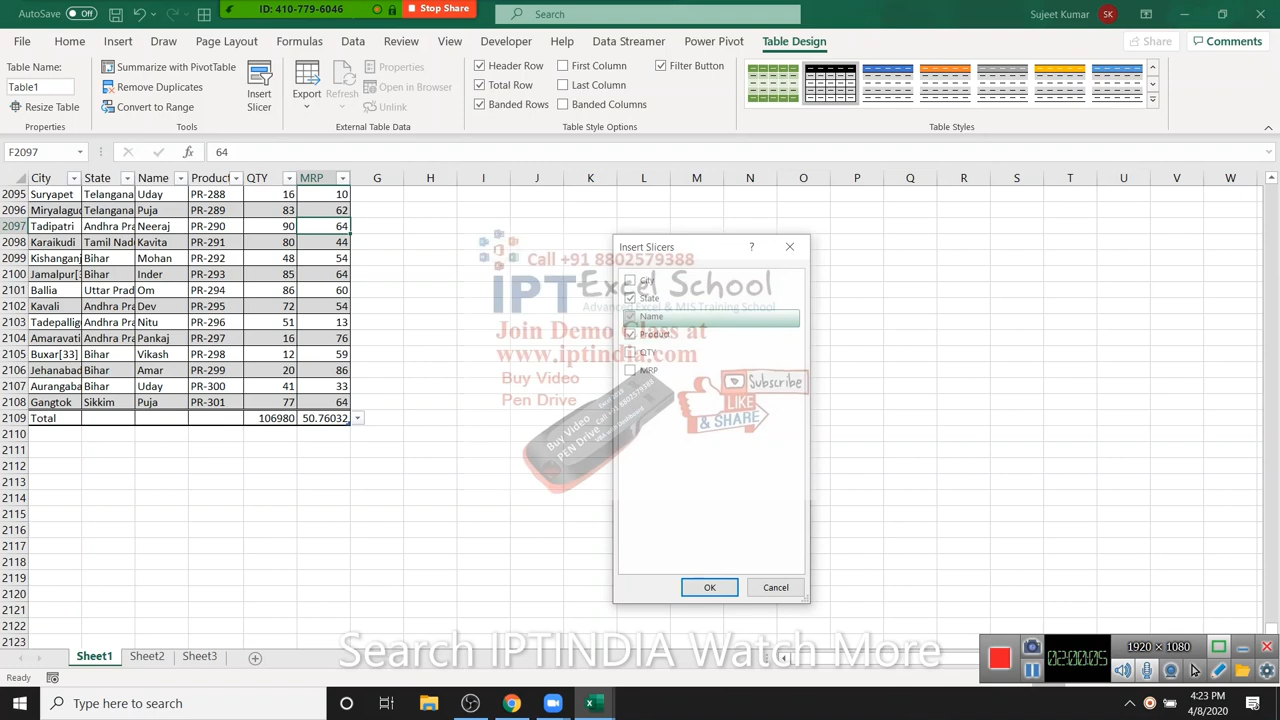 AutoSave Off
ID: 410-779-6046
Stop Share
Search
Sujeet Kumar SK
File Home Insert Draw Page Layout Formulas Data Review View Developer Help Data Streamer Power Pivot Table Design
Share Comments
Table Name:
Table1
Resize Table
Properties
Summarize with PivotTable
Remove Duplicates
Convert to Range
Tools
Insert
Slicer
Export
Refresh
Properties
Open in Browser
Unlink
External Table Data
Header Row First Column Filter Button
Total Row Last Column
Banded Rows Banded Columns
Table Style Options
Table Styles
F2097 fx 64
City State Name Product QTY MRP G H I J K L M N O P Q R S T U V W
2095 Suryapet Telangana Uday PR-288 16 10
2096 Miryalagud Telangana Puja PR-289 83 62
2097 Tadipatri Andhra Pra Neeraj PR-290 90 64
2098 Karaikudi Tamil Nadu Kavita PR-291 80 44
2099 Kishanganj Bihar Mohan PR-292 48 54
2100 Jamalpur[3 Bihar Inder PR-293 85 64
2101 Ballia Uttar Prad Om PR-294 86 60
2102 Kavali Andhra Pra Dev PR-295 72 54
2103 Tadepallig Andhra Pra Nitu PR-296 51 13
2104 Amaravati Andhra Pra Pankaj PR-297 16 76
2105 Buxar[33] Bihar Vikash PR-298 12 59
2106 Jehanabad Bihar Amar PR-299 20 86
2107 Aurangaba Bihar Uday PR-300 41 33
2108 Gangtok Sikkim Puja PR-301 77 64
2109 Total 106980 50.76032
2110
2111
2112
2113
2114
2115
2116
2117
2118
2119
2120
2121
2122
2123
Insert Slicers ?
City
State
Name
Product
QTY
MRP
OK Cancel
Call +91 8802579388
IPT Excel School
Advanced Excel & MIS Training School
Join Demo Class at
www.iptindia.com
Buy Video
Pen Drive
Buy Video
PEN Drive
Subscribe
LIKE
& SHARE
Search IPTINDIA Watch More
Sheet1 Sheet2 Sheet3
Ready
02:00:05
1920 × 1080
Type here to search
4:23 PM
4/8/2020